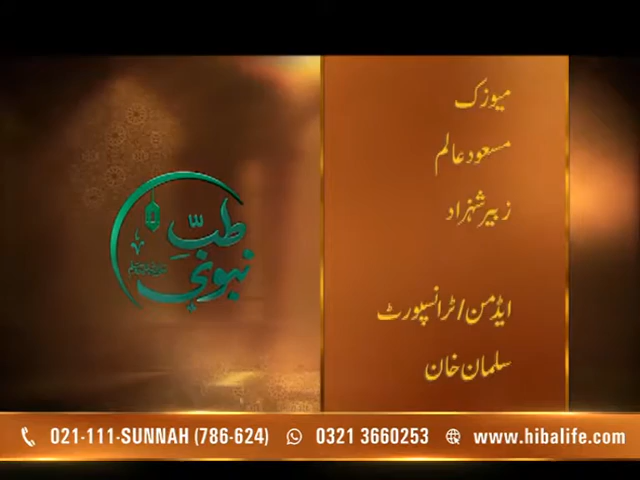 میوزک
مسعود عالم
زبیر شہزاد
ایڈمن/ٹرانسپورٹ
سلمان خان
طبِّ
نبوي
021-111-SUNNAH (786-624) 0321 3660253 www.hibalife.com